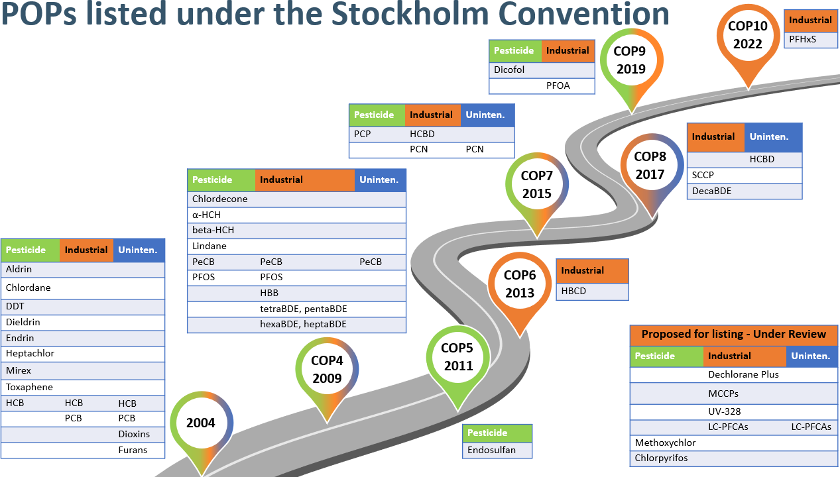 POPs listed under the Stockholm Convention
COP10
2022
Industrial
PFHxS
COP9
2019
Pesticide Industrial
Dicofol
PFOA
Pesticide Industrial Uninten.
PCP HCBD
PCN PCN
COP8
2017
Industrial Uninten.
HCBD
SCCP
DecaBDE
COP7
2015
Pesticide Industrial Uninten.
Chlordecone
α-HCH
beta-HCH
Lindane
PeCB PeCB PeCB
PFOS PFOS
HBB
tetraBDE, pentaBDE
hexaBDE, heptaBDE
COP6
2013
Industrial
HBCD
Pesticide Industrial Uninten.
Aldrin
Chlordane
DDT
Dieldrin
Endrin
Heptachlor
Mirex
Toxaphene
HCB HCB HCB
PCB PCB
Dioxins
Furans
COP4
2009
COP5
2011
2004
Pesticide
Endosulfan
Proposed for listing - Under Review
Pesticide Industrial Uninten.
Dechlorane Plus
MCCPs
UV-328
LC-PFCAs LC-PFCAs
Methoxychlor
Chlorpyrifos